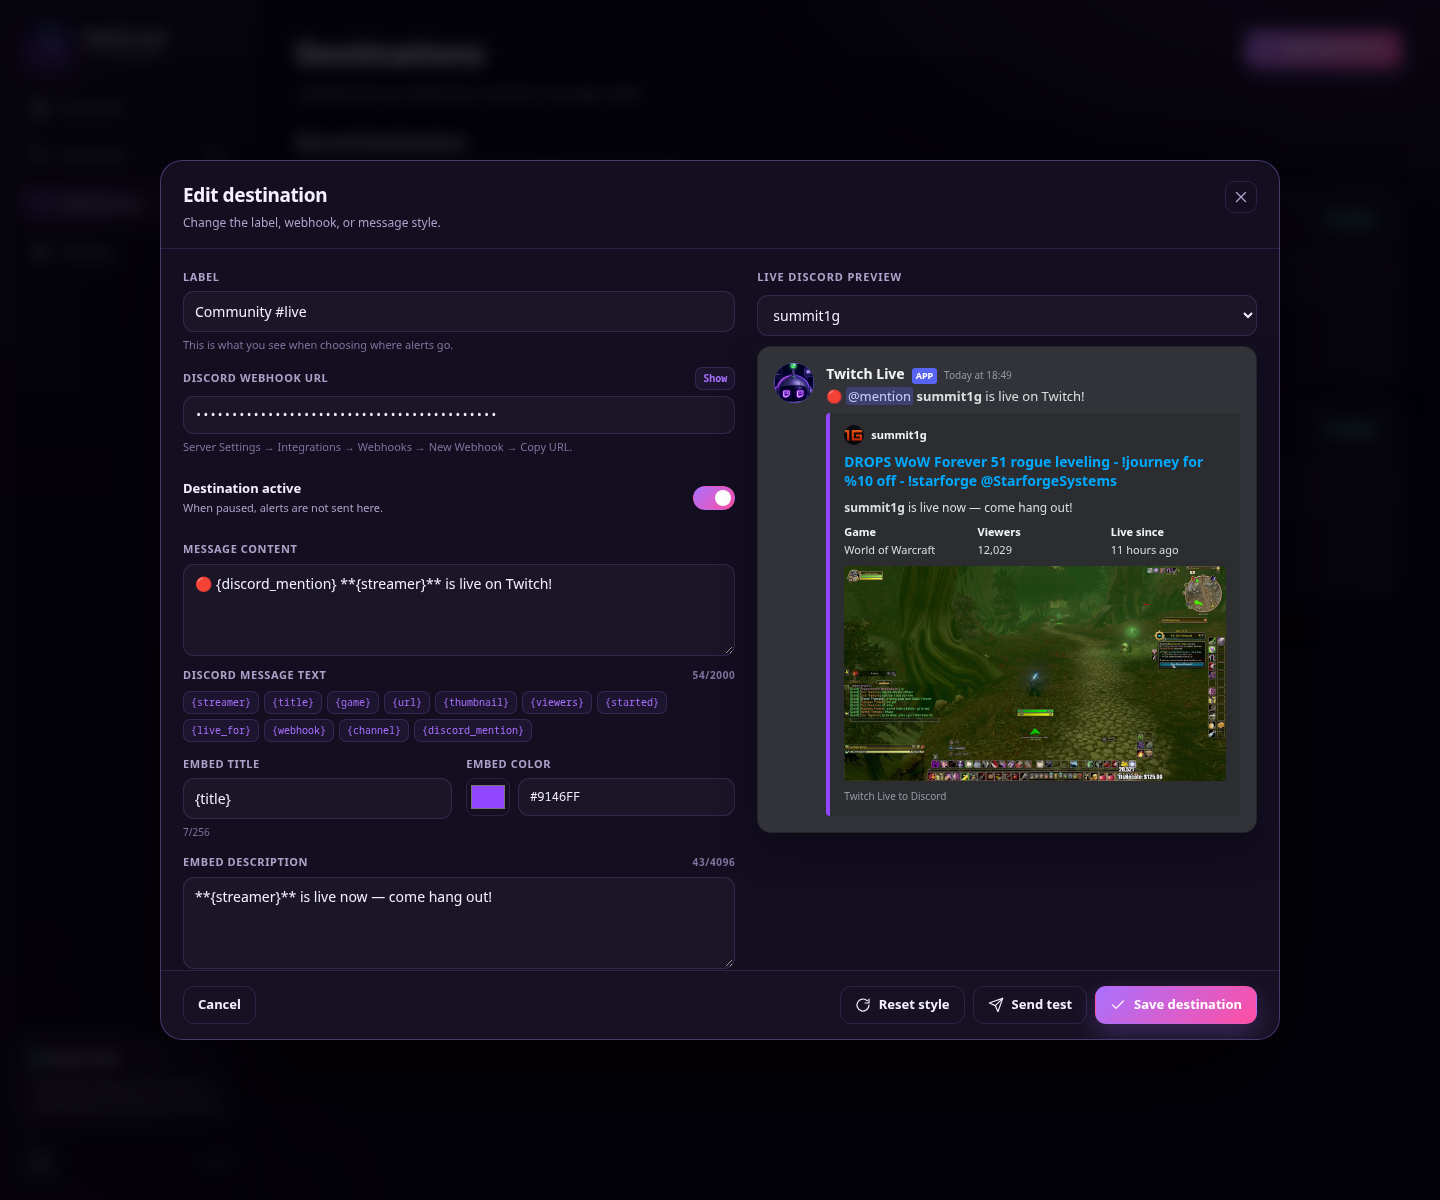 Destinations
Edit destination
Change the label, webhook, or message style.
LABEL
Community #live
This is what you see when choosing where alerts go.
DISCORD WEBHOOK URL
Show
••••••••••••••••••••••••••••••••••••••••••
Server Settings → Integrations → Webhooks → New Webhook → Copy URL.
Destination active
When paused, alerts are not sent here.
MESSAGE CONTENT
🔴 {discord_mention} **{streamer}** is live on Twitch!
DISCORD MESSAGE TEXT 54/2000
{streamer} {title} {game} {url} {thumbnail} {viewers} {started}
{live_for} {webhook} {channel} {discord_mention}
EMBED TITLE
{title}
7/256
EMBED COLOR
#9146FF
EMBED DESCRIPTION 43/4096
**{streamer}** is live now — come hang out!
LIVE DISCORD PREVIEW
summit1g
Twitch Live APP Today at 18:49
🔴 @mention summit1g is live on Twitch!
1G summit1g
DROPS WoW Forever 51 rogue leveling - !journey for
%10 off - !starforge @StarforgeSystems
summit1g is live now — come hang out!
Game Viewers Live since
World of Warcraft 12,029 11 hours ago
Twitch Live to Discord
Cancel
Reset style
Send test
Save destination